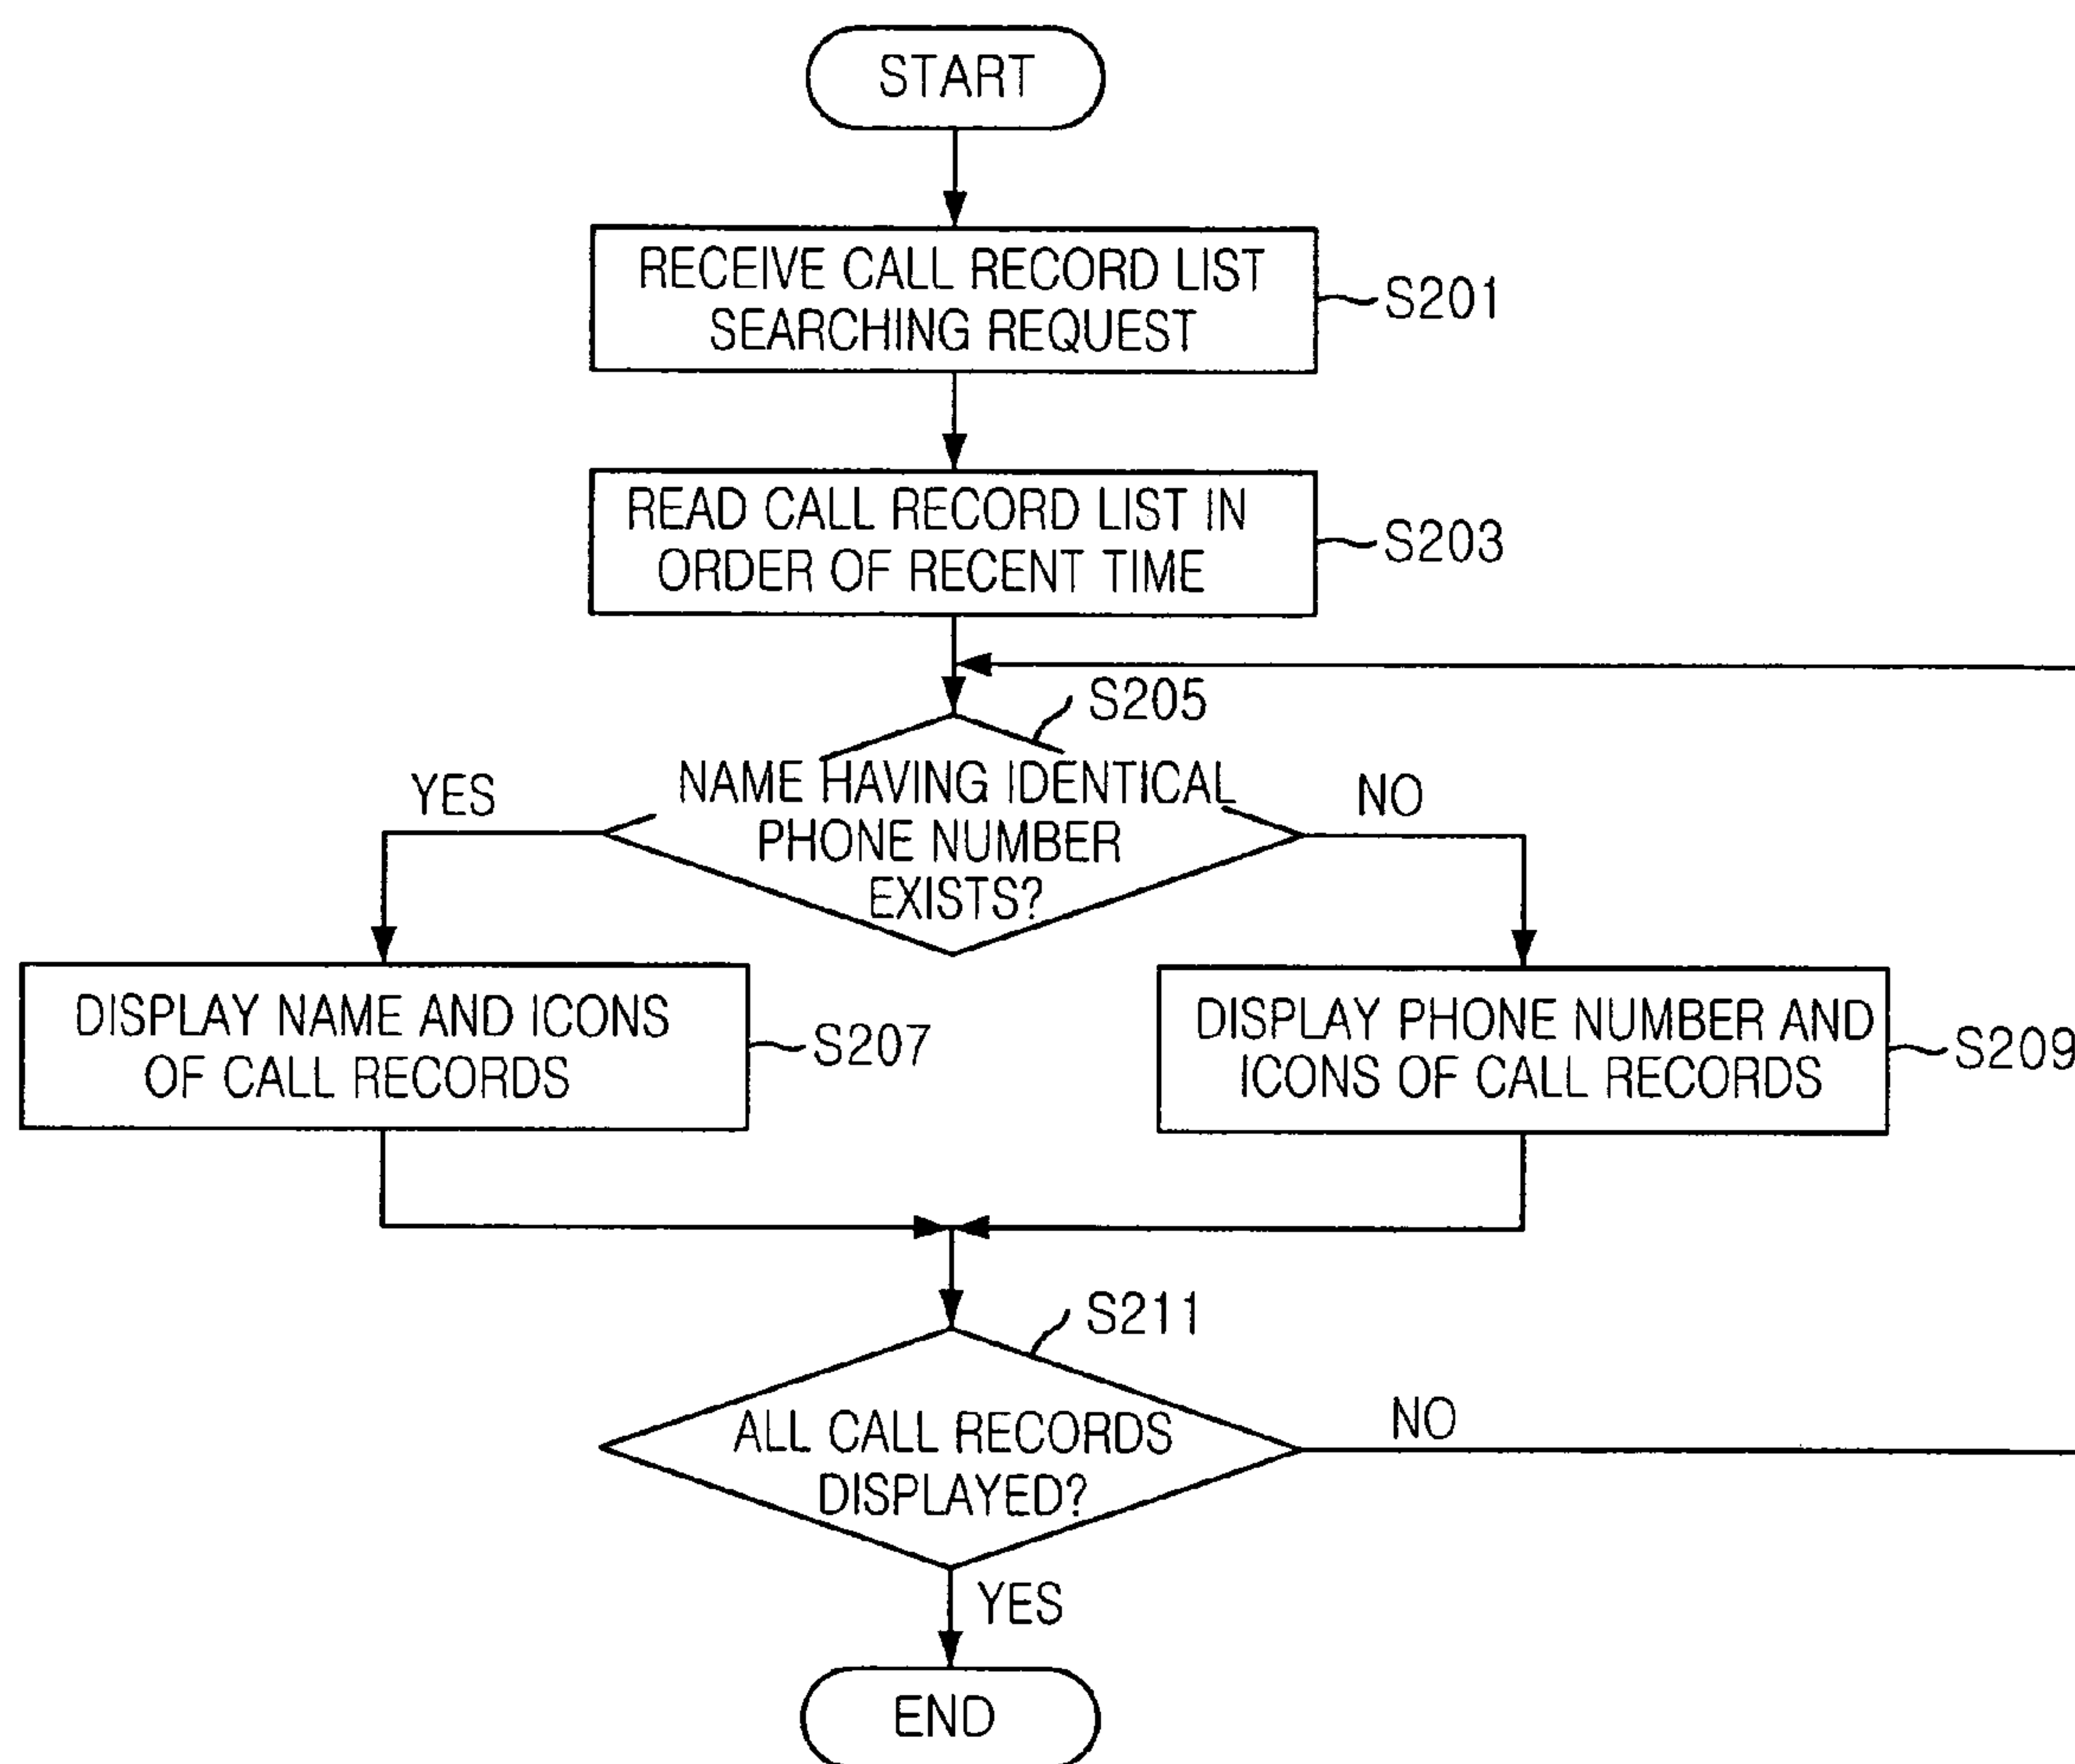 START
RECEIVE CALL RECORD LIST
SEARCHING REQUEST
S201
READ CALL RECORD LIST IN
ORDER OF RECENT TIME
S203
S205
NAME HAVING IDENTICAL
PHONE NUMBER
EXISTS?
YES
NO
DISPLAY NAME AND ICONS
OF CALL RECORDS
S207
DISPLAY PHONE NUMBER AND
ICONS OF CALL RECORDS
S209
S211
ALL CALL RECORDS
DISPLAYED?
NO
YES
END